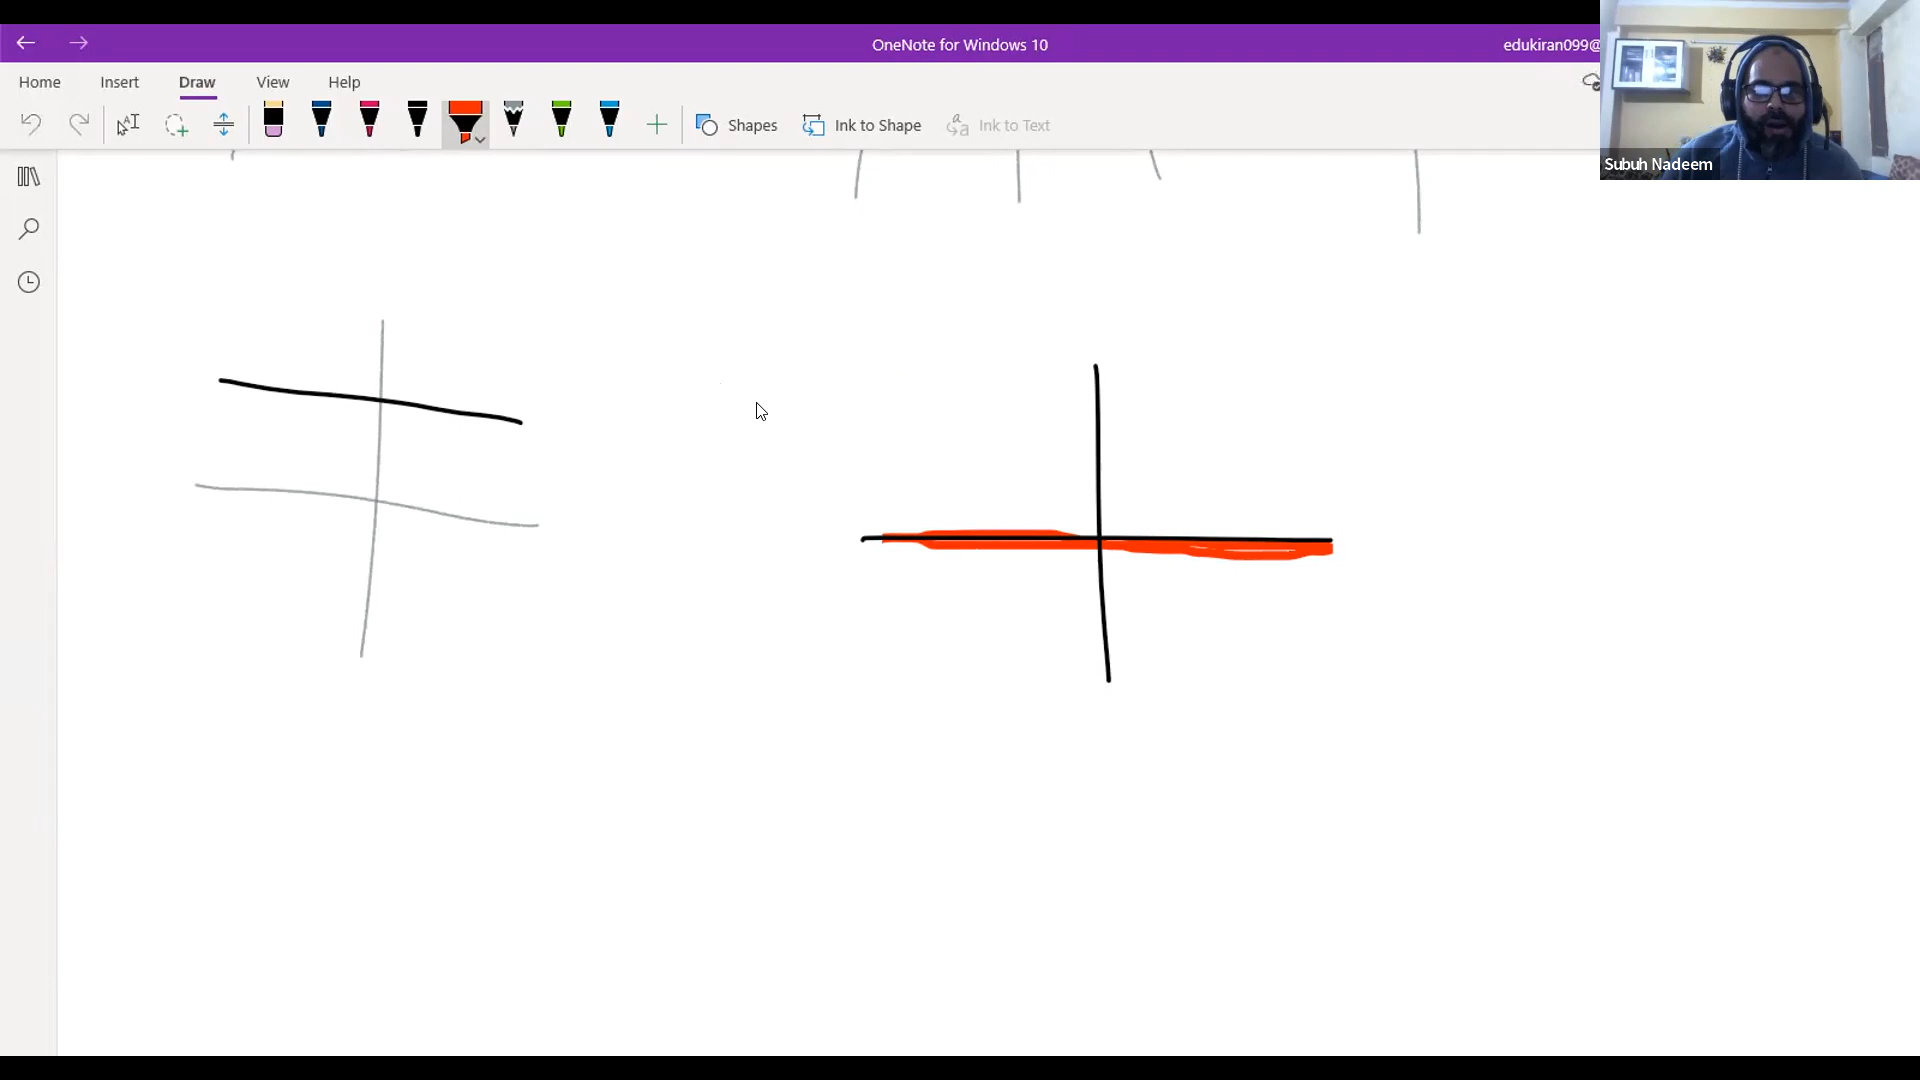 OneNote for Windows 10
edukiran099@
Home Insert Draw View Help
Shapes Ink to Shape Ink to Text
Subuh Nadeem